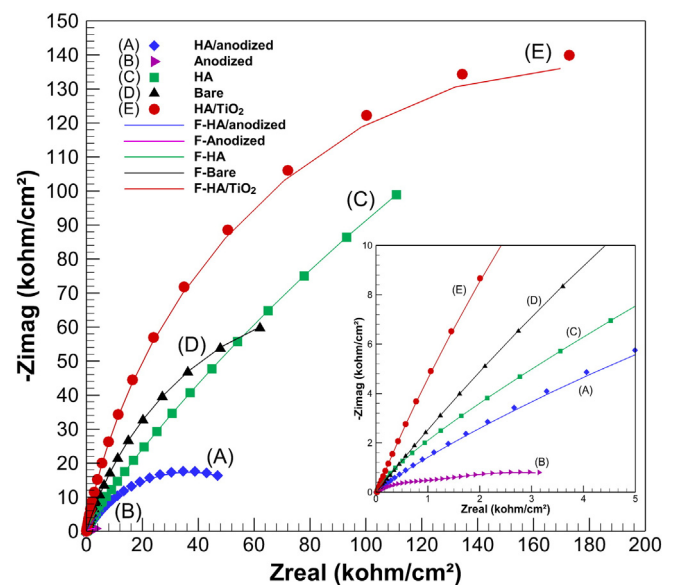 150
140
130
120
110
100
90
80
70
60
50
40
30
20
10
0
-Zimag (kohm/cm²)
(A) HA/anodized
(B) Anodized
(C) HA
(D) Bare
(E) HA/TiO₂
F-HA/anodized
F-Anodized
F-HA
F-Bare
F-HA/TiO₂
(E)
(C)
(D)
(A)
(B)
10
8
6
4
2
0
-Zimag (kohm/cm²)
(E)
(D)
(C)
(A)
(B)
0 1 2 3 4 5
Zreal (kohm/cm²)
0 20 40 60 80 100 120 140 160 180 200
Zreal (kohm/cm²)